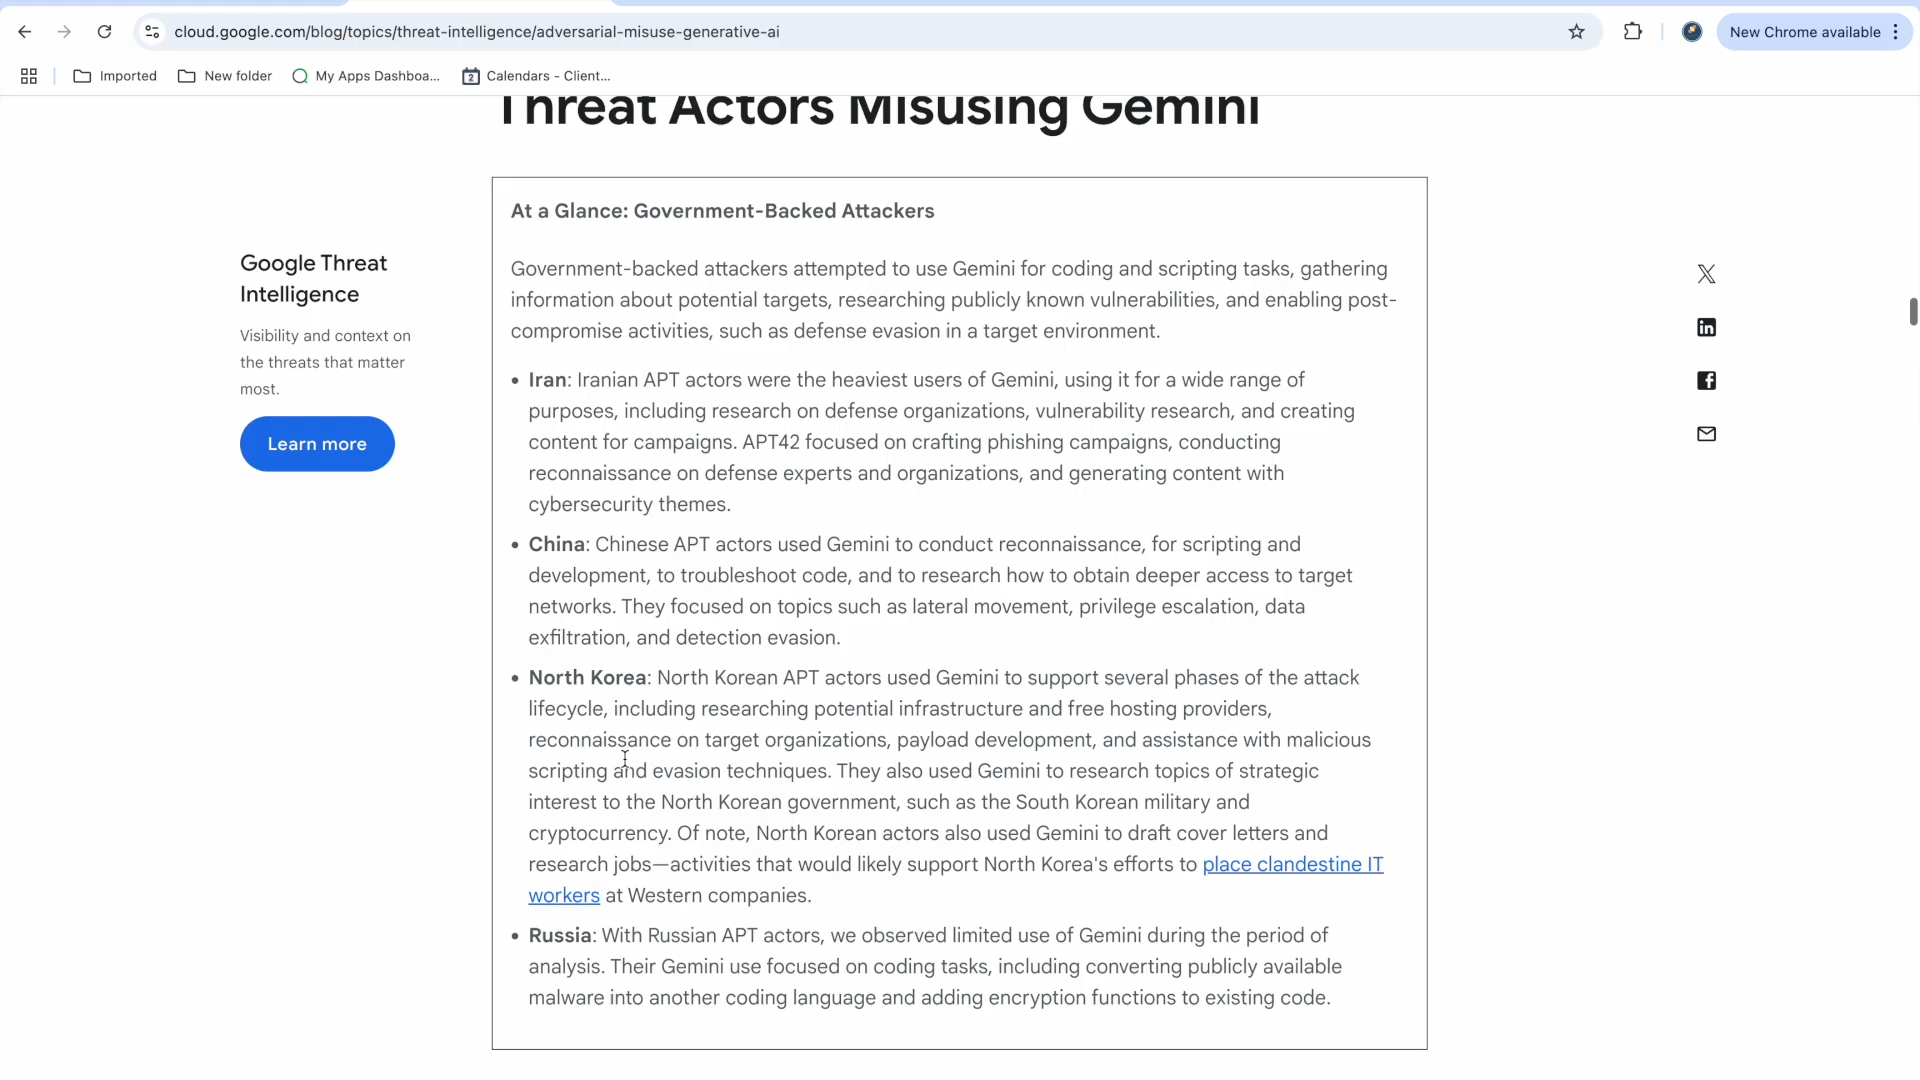 cloud.google.com/blog/topics/threat-intelligence/adversarial-misuse-generative-ai
New Chrome available
Imported
New folder
My Apps Dashboa...
2
Calendars - Client...
Threat Actors Misusing Gemini
Google Threat
Intelligence
Visibility and context on
the threats that matter
most.
Learn more
At a Glance: Government-Backed Attackers
Government-backed attackers attempted to use Gemini for coding and scripting tasks, gathering
information about potential targets, researching publicly known vulnerabilities, and enabling post-
compromise activities, such as defense evasion in a target environment.
• Iran: Iranian APT actors were the heaviest users of Gemini, using it for a wide range of
purposes, including research on defense organizations, vulnerability research, and creating
content for campaigns. APT42 focused on crafting phishing campaigns, conducting
reconnaissance on defense experts and organizations, and generating content with
cybersecurity themes.
• China: Chinese APT actors used Gemini to conduct reconnaissance, for scripting and
development, to troubleshoot code, and to research how to obtain deeper access to target
networks. They focused on topics such as lateral movement, privilege escalation, data
exfiltration, and detection evasion.
• North Korea: North Korean APT actors used Gemini to support several phases of the attack
lifecycle, including researching potential infrastructure and free hosting providers,
reconnaissance on target organizations, payload development, and assistance with malicious
scripting and evasion techniques. They also used Gemini to research topics of strategic
interest to the North Korean government, such as the South Korean military and
cryptocurrency. Of note, North Korean actors also used Gemini to draft cover letters and
research jobs—activities that would likely support North Korea's efforts to place clandestine IT
workers at Western companies.
• Russia: With Russian APT actors, we observed limited use of Gemini during the period of
analysis. Their Gemini use focused on coding tasks, including converting publicly available
malware into another coding language and adding encryption functions to existing code.